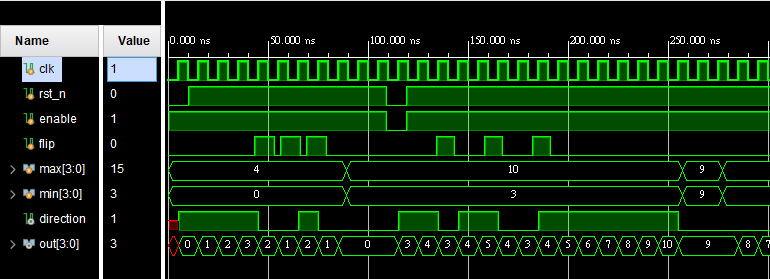 Name Value 0.000 ns 50.000 ns 100.000 ns 150.000 ns 200.000 ns 250.000 ns
clk 1
rst_n 0
enable 1
flip 0
max[3:0] 15 4 10 9
min[3:0] 3 0 3 9
direction 1
out[3:0] 3 0 1 2 3 2 1 2 1 0 3 4 3 4 5 4 3 4 5 6 7 8 9 10 9 8